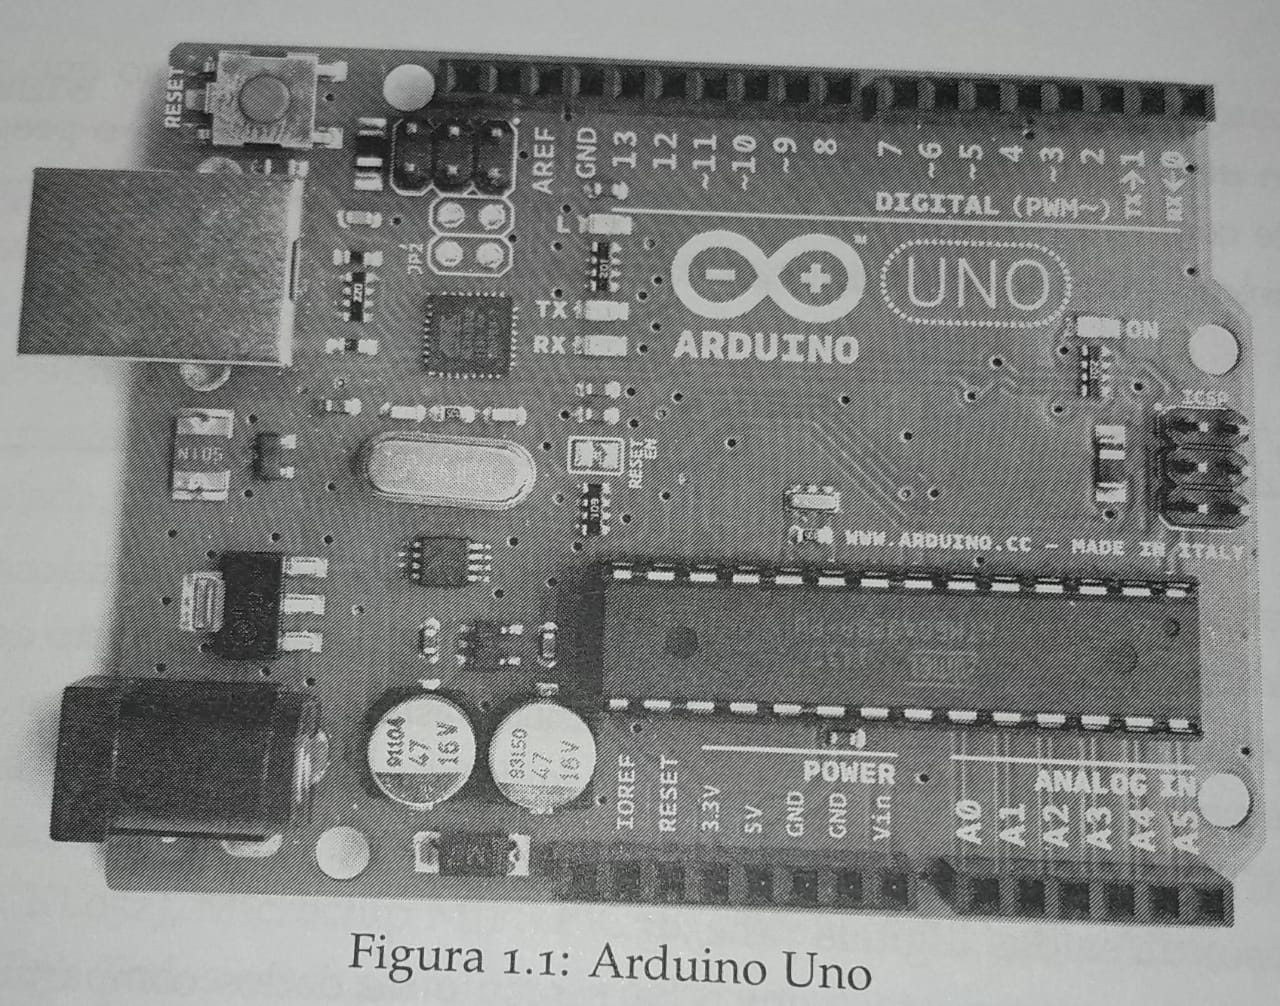 RESET
AREF
GND
13
12
~11
~10
~9
8
7
~6
~5
4
~3
2
TX→1
RX←0
DIGITAL (PWM~)
L
JP2
TX
RX
ARDUINO
™
UNO
ON
220
ICSP
501N
RESET
EN
WWW.ARDUINO.CC - MADE IN ITALY
91104
47
16V
93150
47
16V
IOREF
RESET
3.3V
5V
GND
GND
Vin
POWER
ANALOG IN
A0
A1
A2
A3
A4
A5
Figura 1.1: Arduino Uno